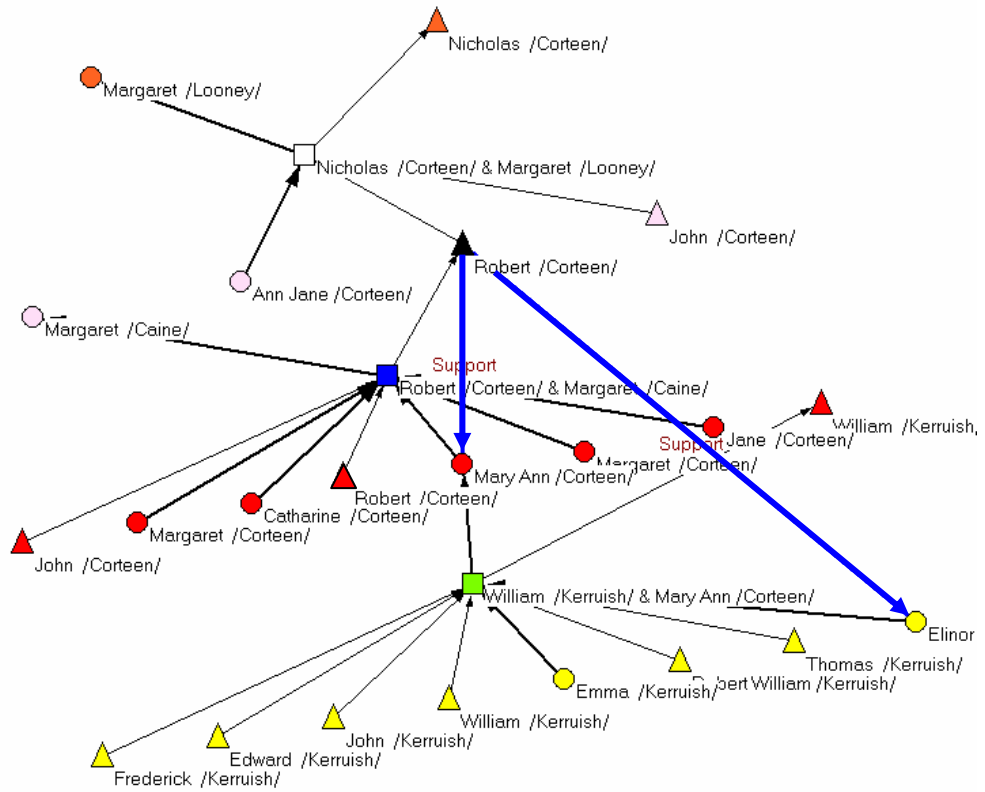 Nicholas /Corteen/
Margaret /Looney/
Nicholas /Corteen/ & Margaret /Looney/
John /Corteen/
Robert /Corteen/
Ann Jane /Corteen/
Margaret /Caine/
Support
Robert /Corteen/ & Margaret /Caine/
William /Kerruish,
Jane /Corteen/
Support
Margaret /Corteen/
Mary Ann /Corteen/
Robert /Corteen/
Catharine /Corteen/
Margaret /Corteen/
John /Corteen/
William /Kerruish/ & Mary Ann /Corteen/
Elinor
Thomas /Kerruish/
bert William /Kerruish/
Emma /Kerruish/
William /Kerruish/
John /Kerruish/
Edward /Kerruish/
Frederick /Kerruish/